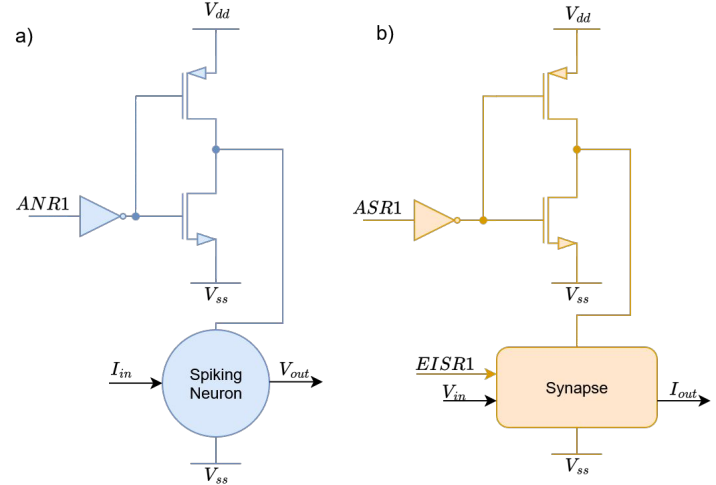 a)
V_dd
ANR1
V_ss
I_in
Spiking
Neuron
V_out
V_ss
b)
V_dd
ASR1
V_ss
EISR1
V_in
Synapse
I_out
V_ss